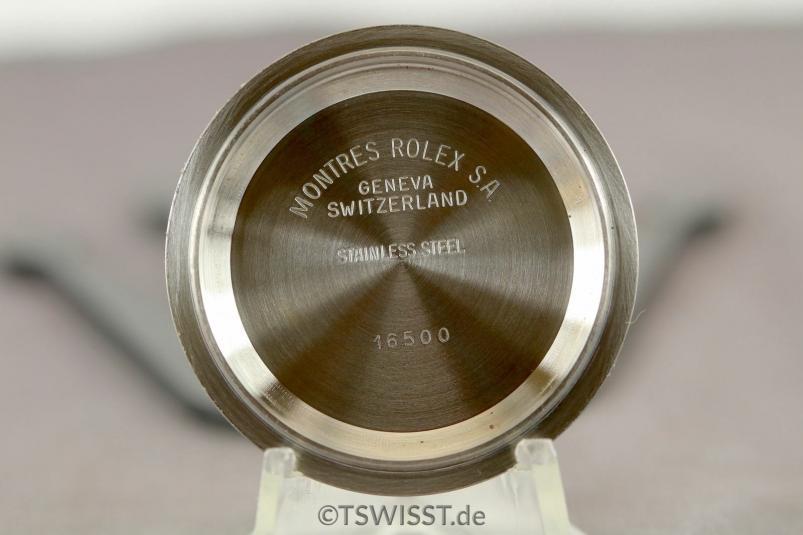 MONTRES ROLEX S.A.
GENEVA
SWITZERLAND
STAINLESS STEEL
16500
©TSWISST.de